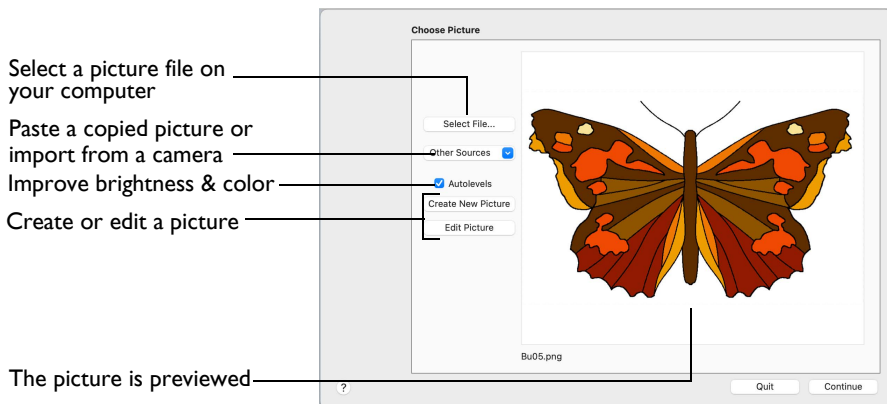 Choose Picture
Select a picture file on
your computer
Select File...
Paste a copied picture or
import from a camera
Other Sources
Improve brightness & color
Autolevels
Create New Picture
Create or edit a picture
Edit Picture
Bu05.png
The picture is previewed
?
Quit
Continue